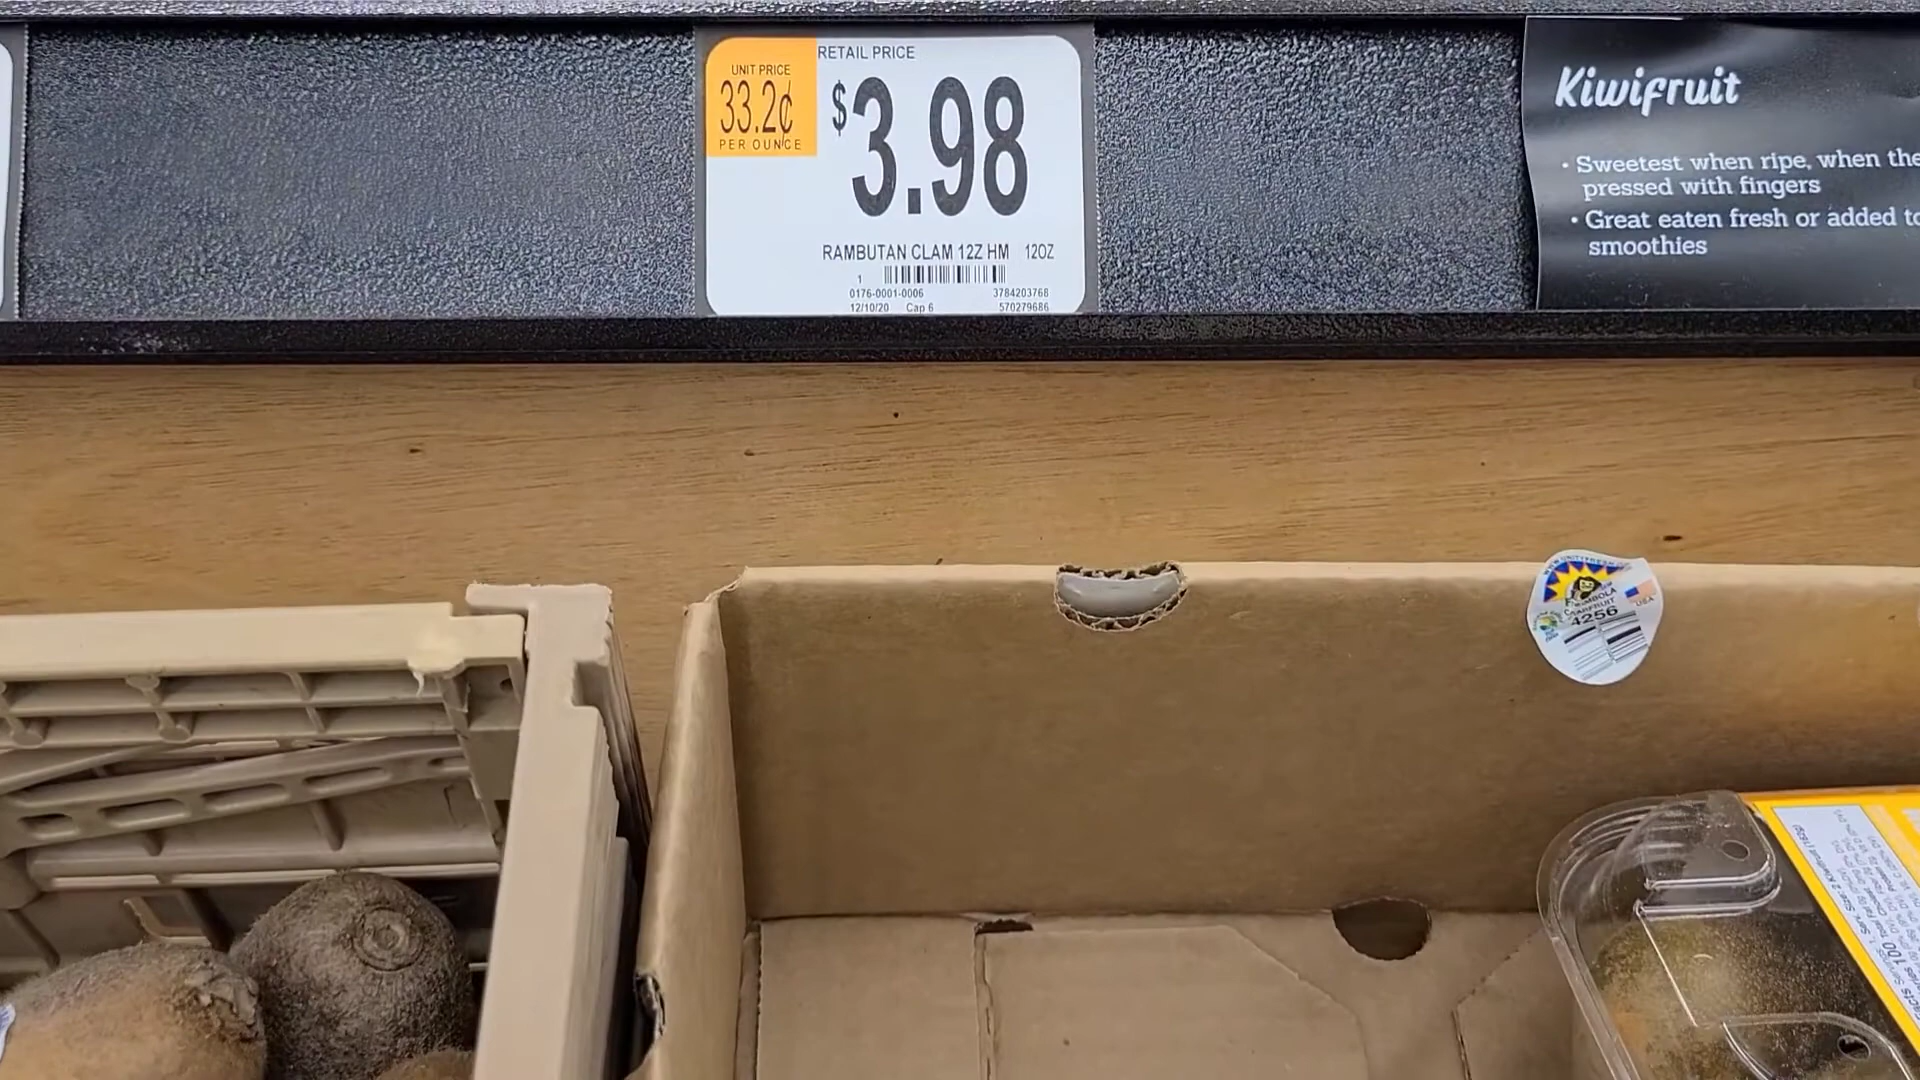 UNIT PRICE
33.2¢
PER OUNCE
RETAIL PRICE
$3.98
RAMBUTAN CLAM 12Z HM 12OZ
1
0176-0001-0006 3784203768
12/10/20 Cap 6 570279686
Kiwifruit
• Sweetest when ripe, when the
pressed with fingers
• Great eaten fresh or added to
smoothies
4256
USA